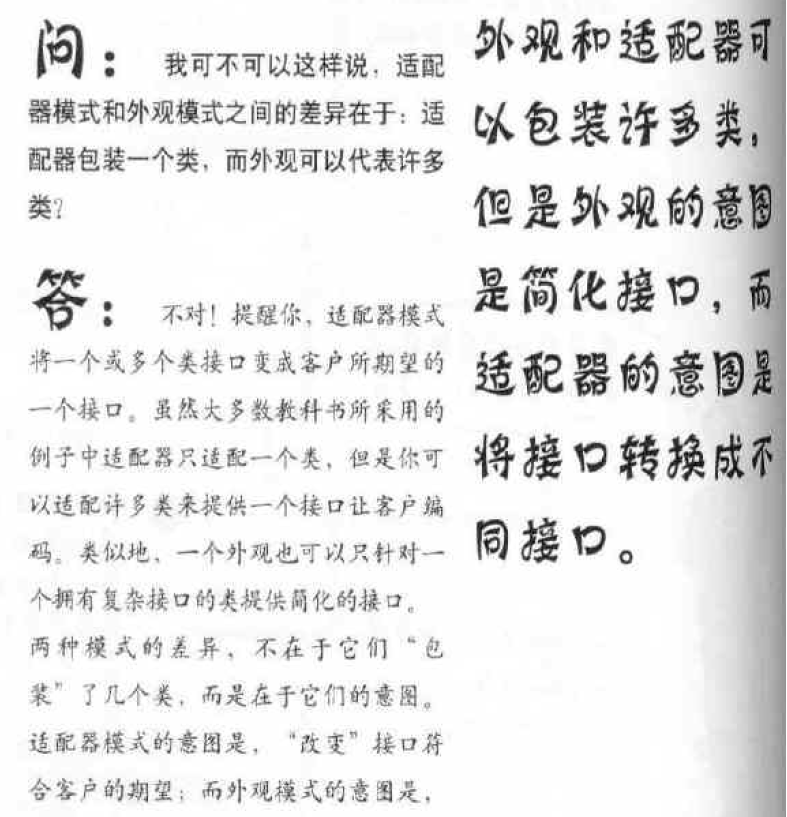 问： 我可不可以这样说，适配
器模式和外观模式之间的差异在于：适
配器包装一个类，而外观可以代表许多
类？
答： 不对！提醒你，适配器模式
将一个或多个类接口变成客户所期望的
一个接口。虽然大多数教科书所采用的
例子中适配器只适配一个类，但是你可
以适配许多类来提供一个接口让客户编
码。类似地，一个外观也可以只针对一
个拥有复杂接口的类提供简化的接口。
两种模式的差异，不在于它们“包
装”了几个类，而是在于它们的意图。
适配器模式的意图是，“改变”接口符
合客户的期望；而外观模式的意图是，
外观和适配器可
以包装许多类，
但是外观的意图
是简化接口，而
适配器的意图是
将接口转换成不
同接口。